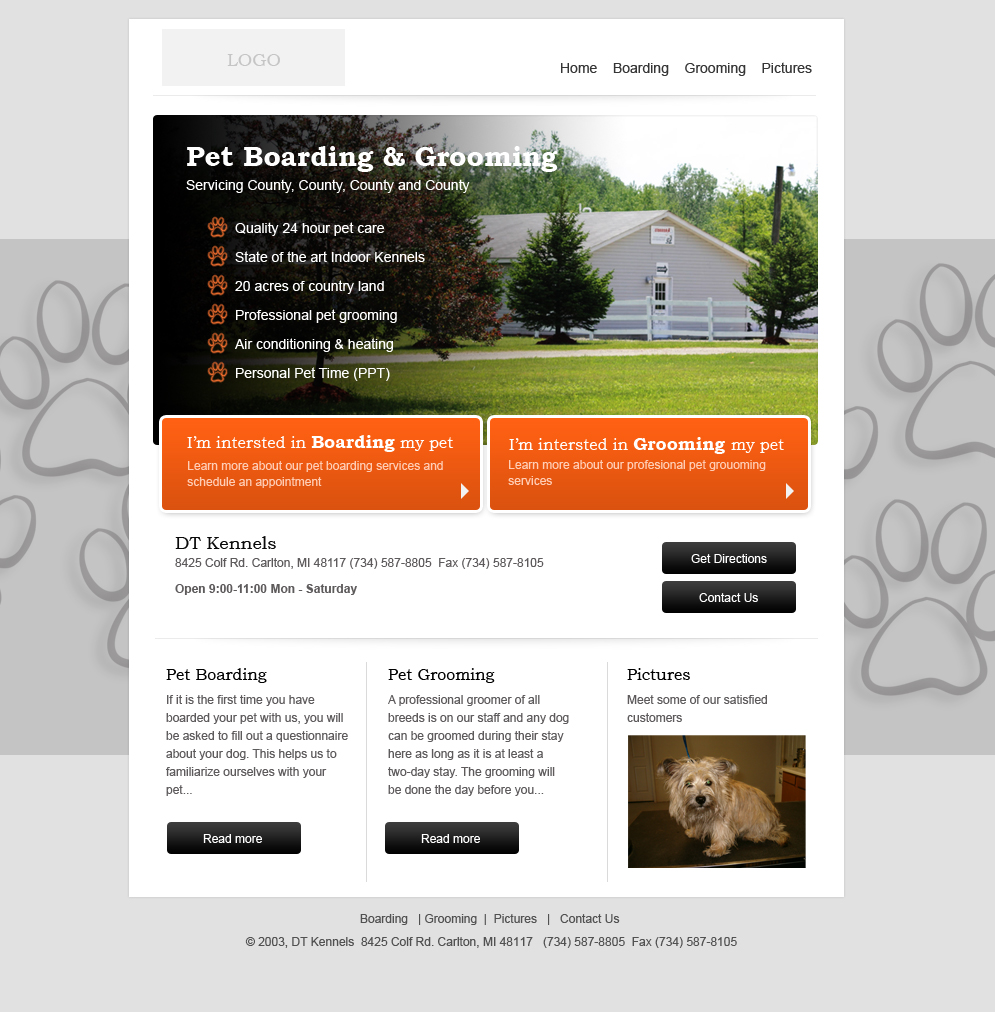 LOGO
Home Boarding Grooming Pictures
Pet Boarding & Grooming
Servicing County, County, County and County
Quality 24 hour pet care
State of the art Indoor Kennels
20 acres of country land
Professional pet grooming
Air conditioning & heating
Personal Pet Time (PPT)
I'm intersted in Boarding my pet
Learn more about our pet boarding services and
schedule an appointment
I'm intersted in Grooming my pet
Learn more about our profesional pet grouoming
services
DT Kennels
8425 Colf Rd. Carlton, MI 48117 (734) 587-8805 Fax (734) 587-8105
Open 9:00-11:00 Mon - Saturday
Get Directions
Contact Us
Pet Boarding
If it is the first time you have
boarded your pet with us, you will
be asked to fill out a questionnaire
about your dog. This helps us to
familiarize ourselves with your
pet...
Read more
Pet Grooming
A professional groomer of all
breeds is on our staff and any dog
can be groomed during their stay
here as long as it is at least a
two-day stay. The grooming will
be done the day before you...
Read more
Pictures
Meet some of our satisfied
customers
Boarding | Grooming | Pictures | Contact Us
© 2003, DT Kennels 8425 Colf Rd. Carlton, MI 48117 (734) 587-8805 Fax (734) 587-8105